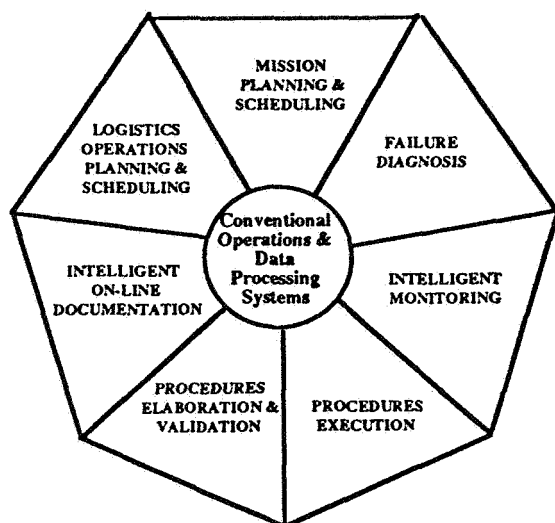 MISSION
PLANNING &
SCHEDULING
FAILURE
DIAGNOSIS
LOGISTICS
OPERATIONS
PLANNING &
SCHEDULING
Conventional
Operations &
Data
Processing
Systems
INTELLIGENT
ON-LINE
DOCUMENTATION
INTELLIGENT
MONITORING
PROCEDURES
ELABORATION &
VALIDATION
PROCEDURES
EXECUTION